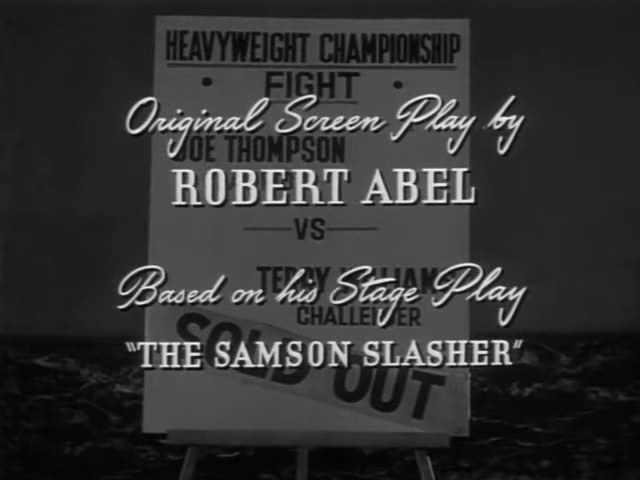 HEAVYWEIGHT CHAMPIONSHIP
• FIGHT •
Original Screen Play by
JOE THOMPSON
ROBERT ABEL
VS
TERRY
Based on his Stage Play
CHALLENGER
"THE SAMSON SLASHER"
SOLD OUT